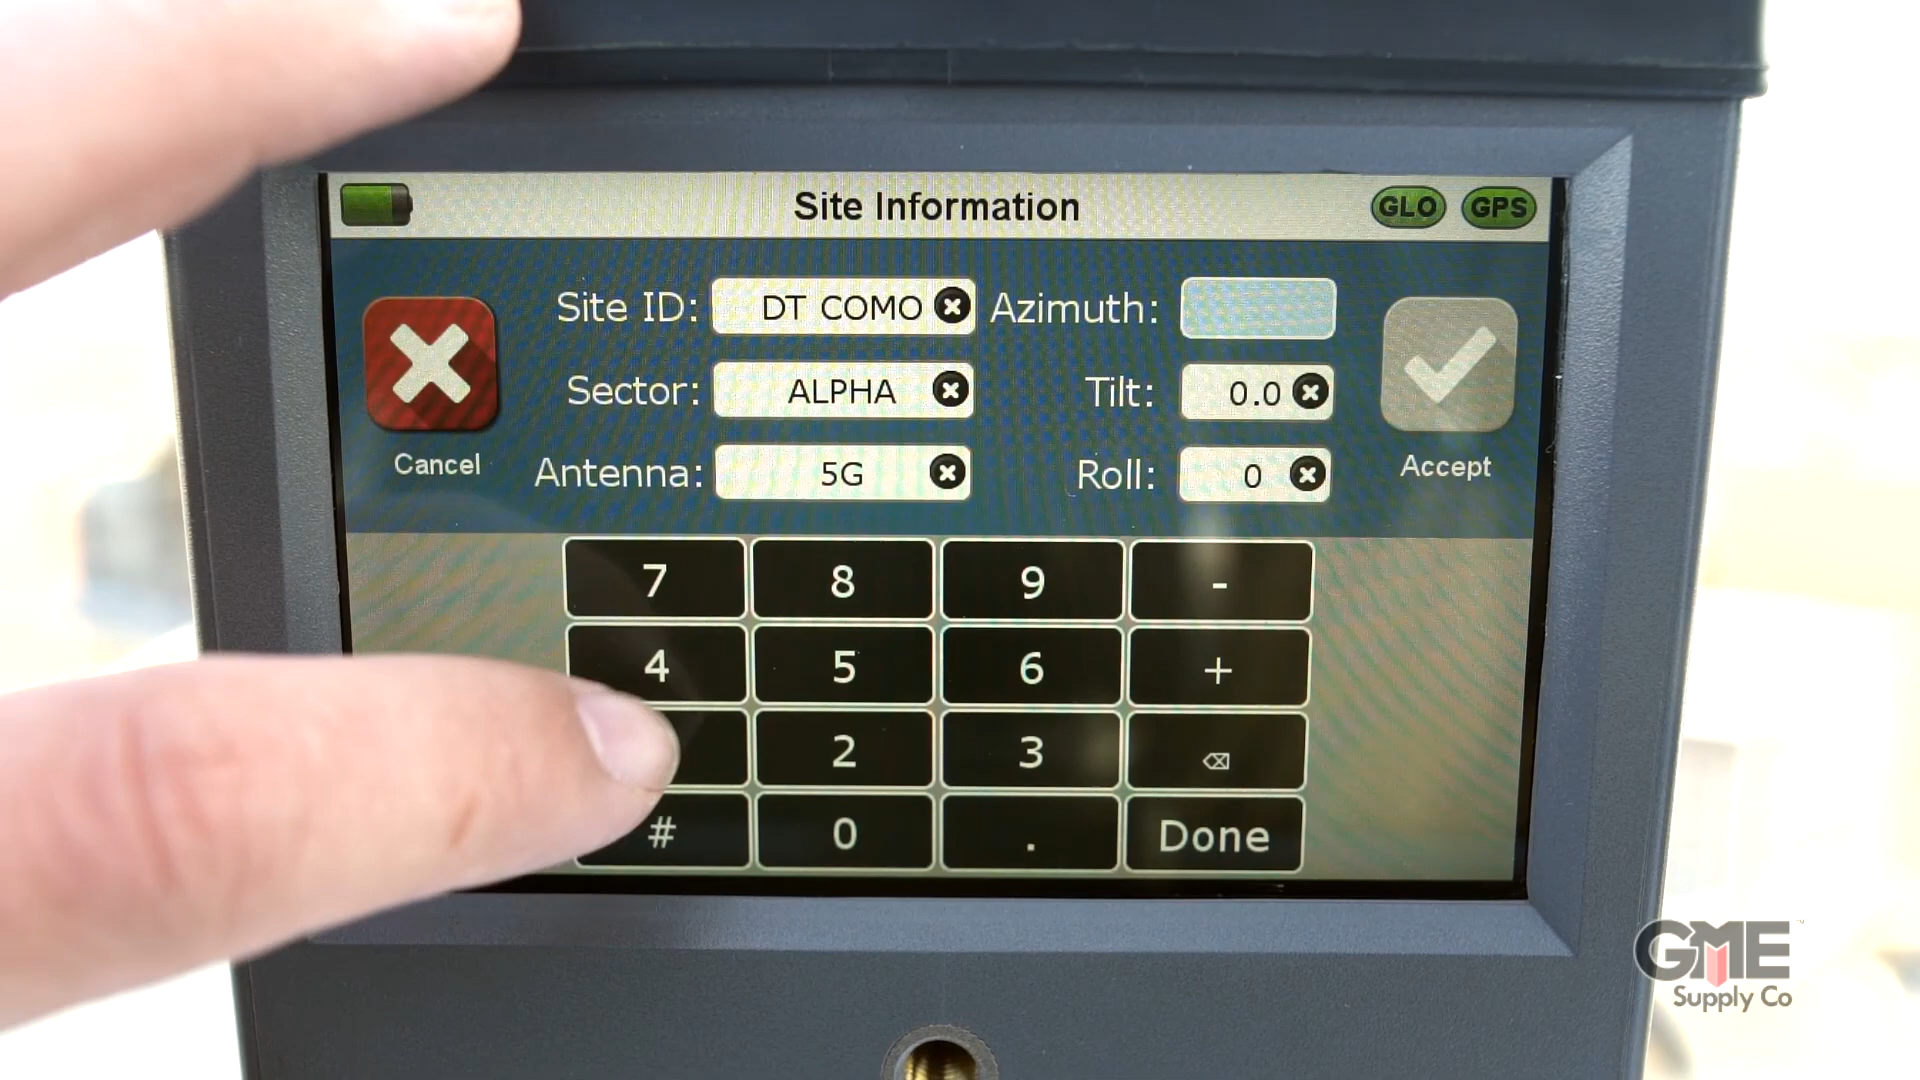 Site Information
GLO GPS
Site ID: DT COMO Azimuth:
Sector: ALPHA Tilt: 0.0
Antenna: 5G Roll: 0
Cancel
Accept
7 8 9 -
4 5 6 +
2 3 ⌫
# 0 . Done
GME
Supply Co